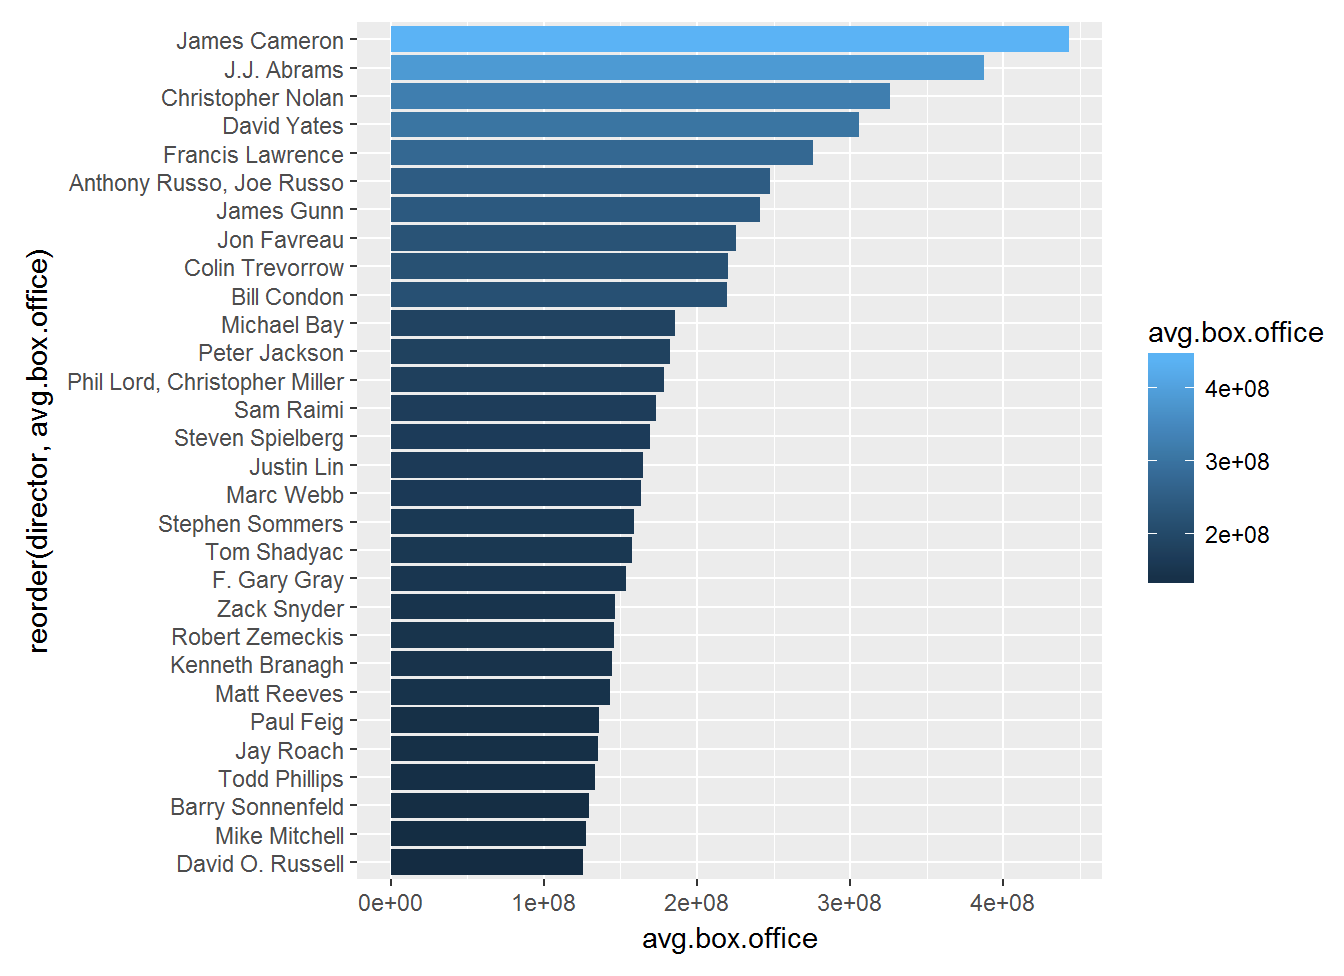 James Cameron
J.J. Abrams
Christopher Nolan
David Yates
Francis Lawrence
Anthony Russo, Joe Russo
James Gunn
Jon Favreau
Colin Trevorrow
Bill Condon
Michael Bay
Peter Jackson
Phil Lord, Christopher Miller
Sam Raimi
Steven Spielberg
Justin Lin
Marc Webb
Stephen Sommers
Tom Shadyac
F. Gary Gray
Zack Snyder
Robert Zemeckis
Kenneth Branagh
Matt Reeves
Paul Feig
Jay Roach
Todd Phillips
Barry Sonnenfeld
Mike Mitchell
David O. Russell
reorder(director, avg.box.office)
0e+00 1e+08 2e+08 3e+08 4e+08
avg.box.office
avg.box.office
4e+08
3e+08
2e+08